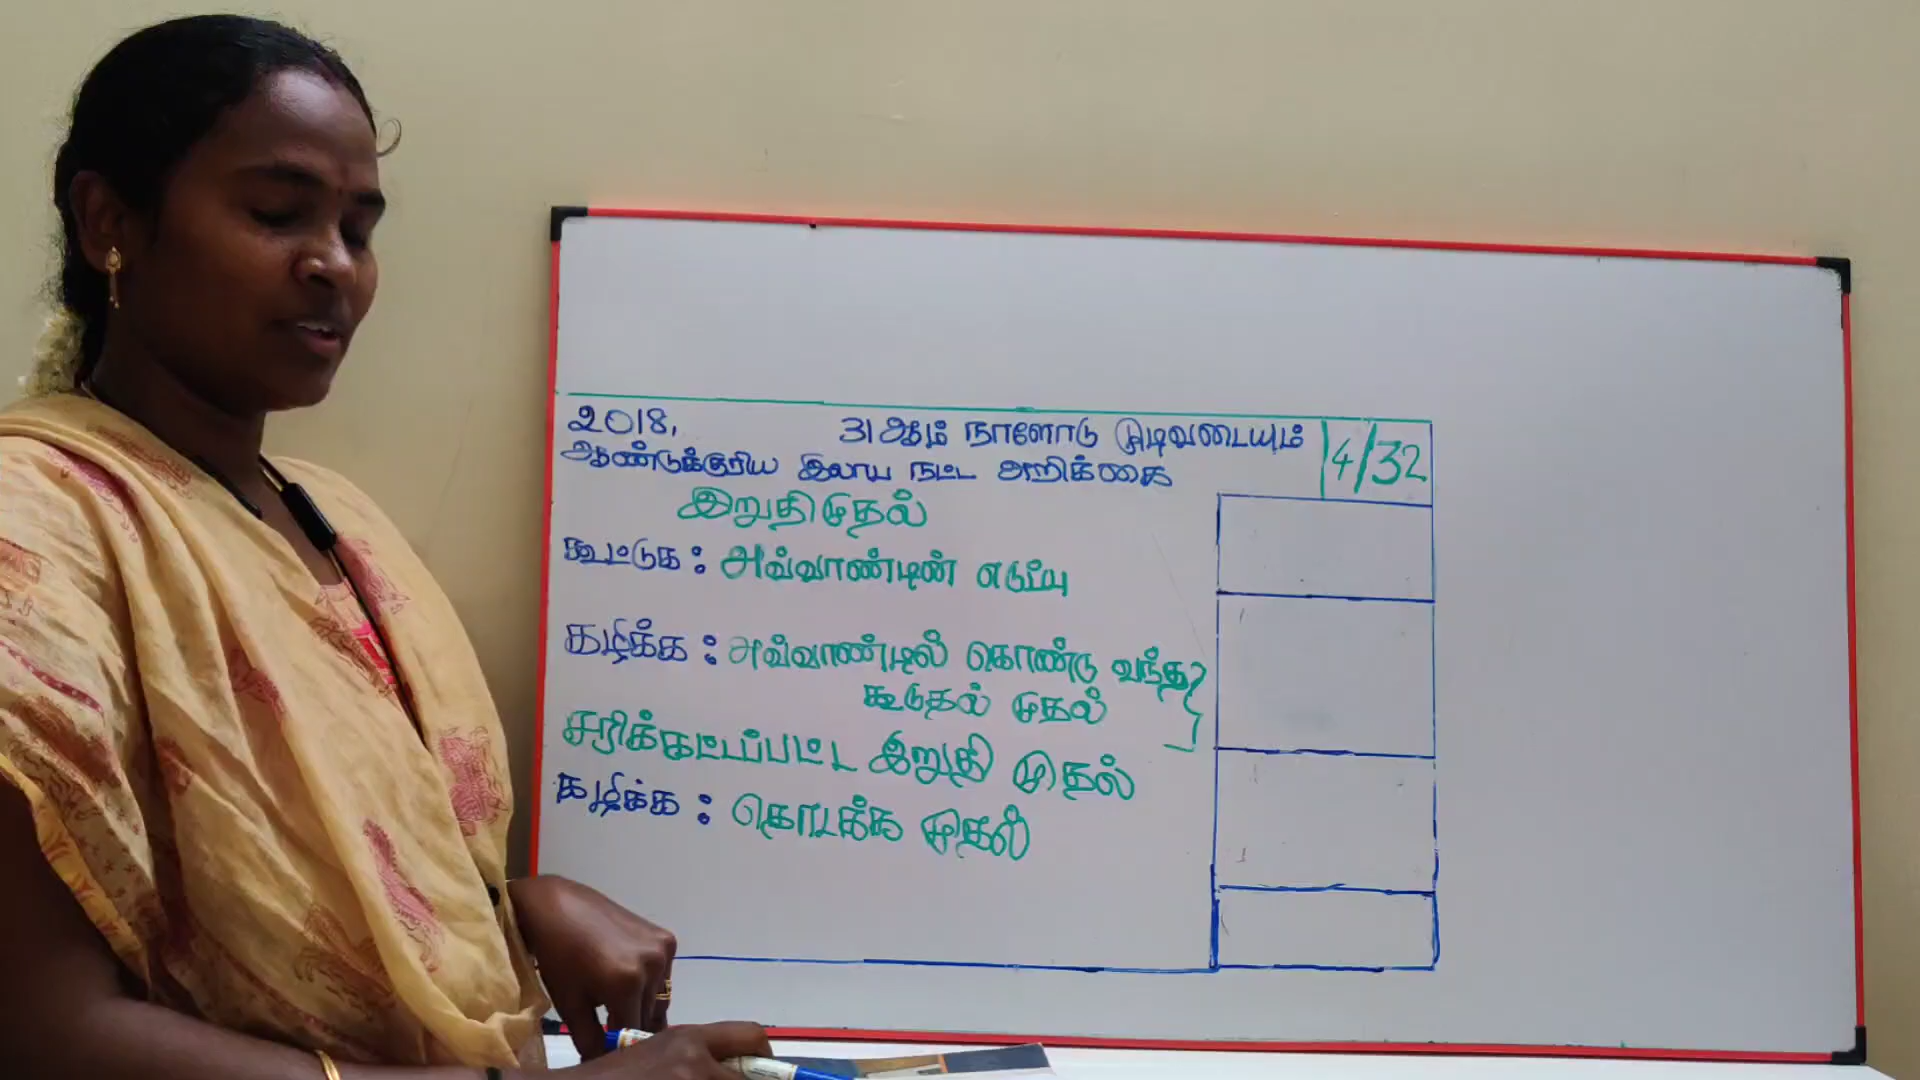 2018, 31 ஆம் நாளோடு முடிவடையும்
ஆண்டுக்குரிய இலாய நட்ட அறிக்கை
4/32
இறுதிமுதல்
கூட்டுக : அவ்வாண்டின் எடுப்பு
கழிக்க : அவ்வாண்டில் கொண்டு வந்த
கூடுதல் முதல்
சரிக்கட்டப்பட்ட இறுதி முதல்
கழிக்க : தொடக்க முதல்